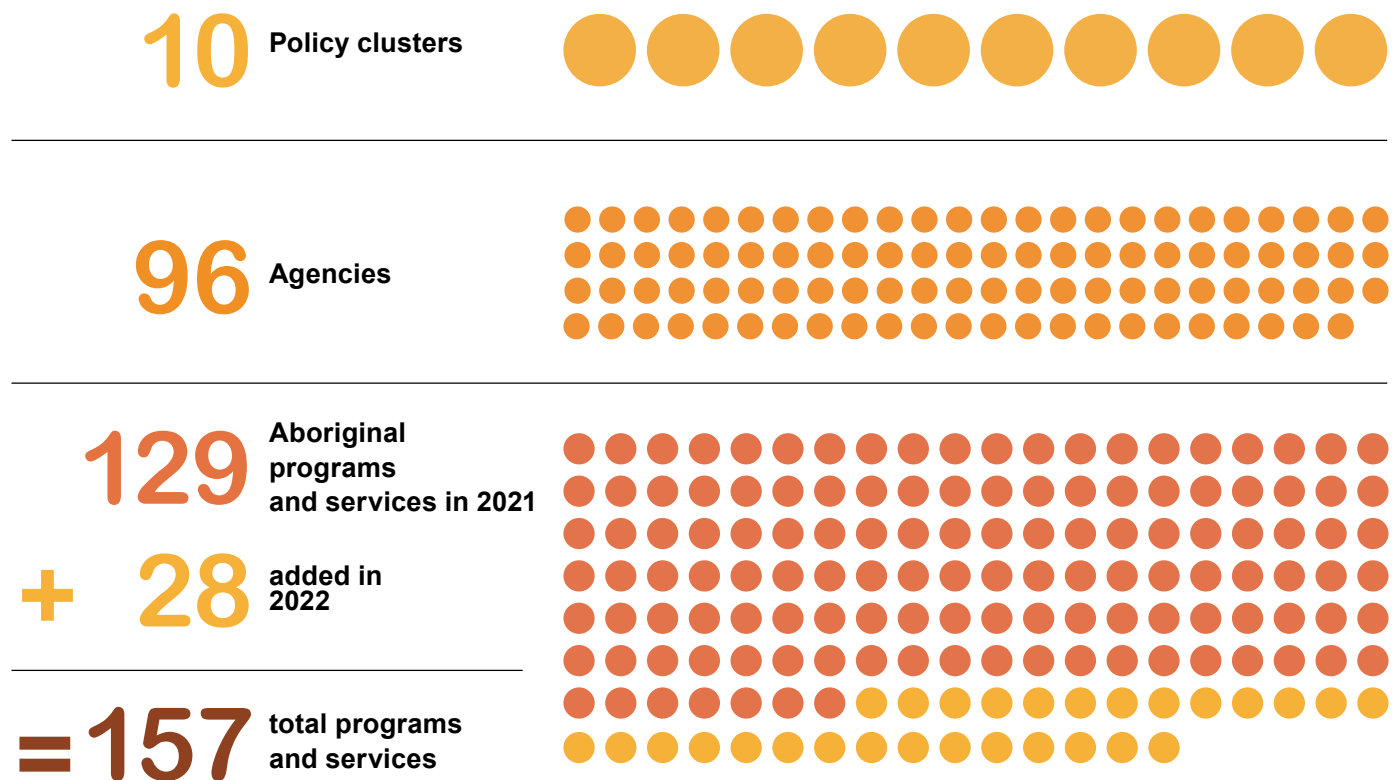 10 Policy clusters
96 Agencies
129 Aboriginal
programs
and services in 2021
+ 28 added in
2022
=157 total programs
and services